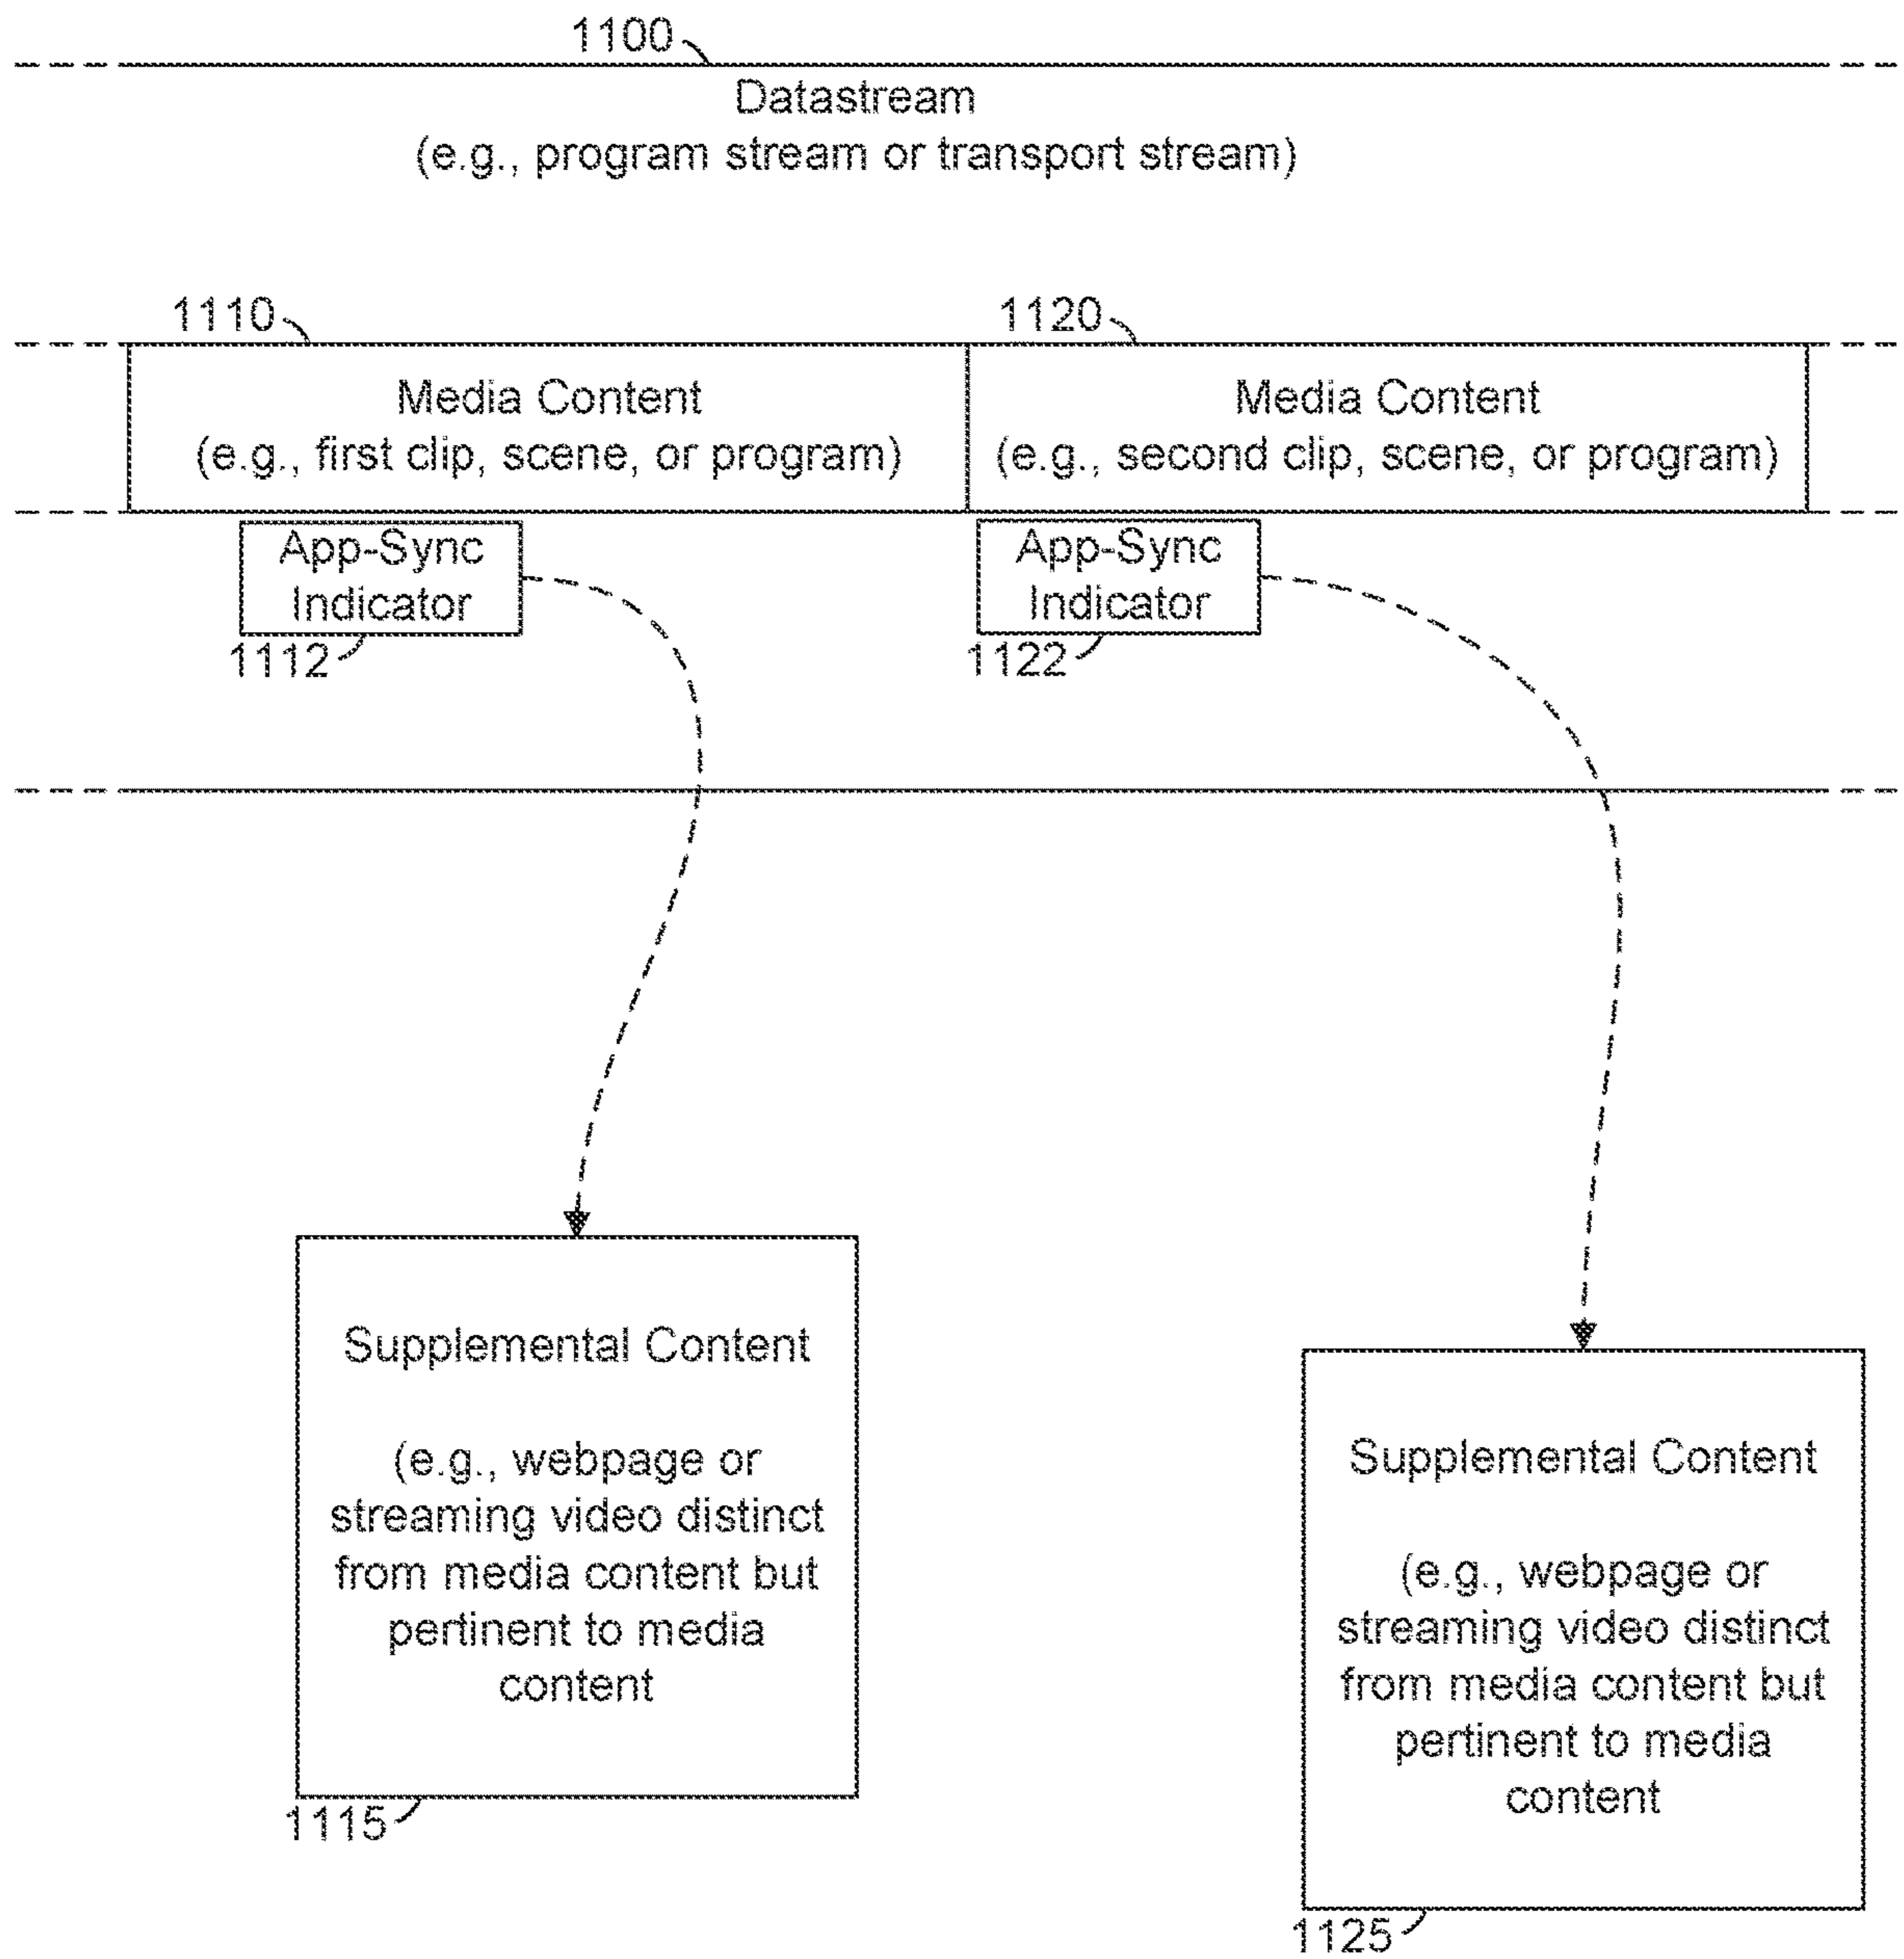 1100
Datastream
(e.g., program stream or transport stream)
1110
1120
Media Content
(e.g., first clip, scene, or program)
Media Content
(e.g., second clip, scene, or program)
App-Sync
Indicator
1112
App-Sync
Indicator
1122
Supplemental Content
(e.g., webpage or
streaming video distinct
from media content but
pertinent to media
content
1115
Supplemental Content
(e.g., webpage or
streaming video distinct
from media content but
pertinent to media
content
1125